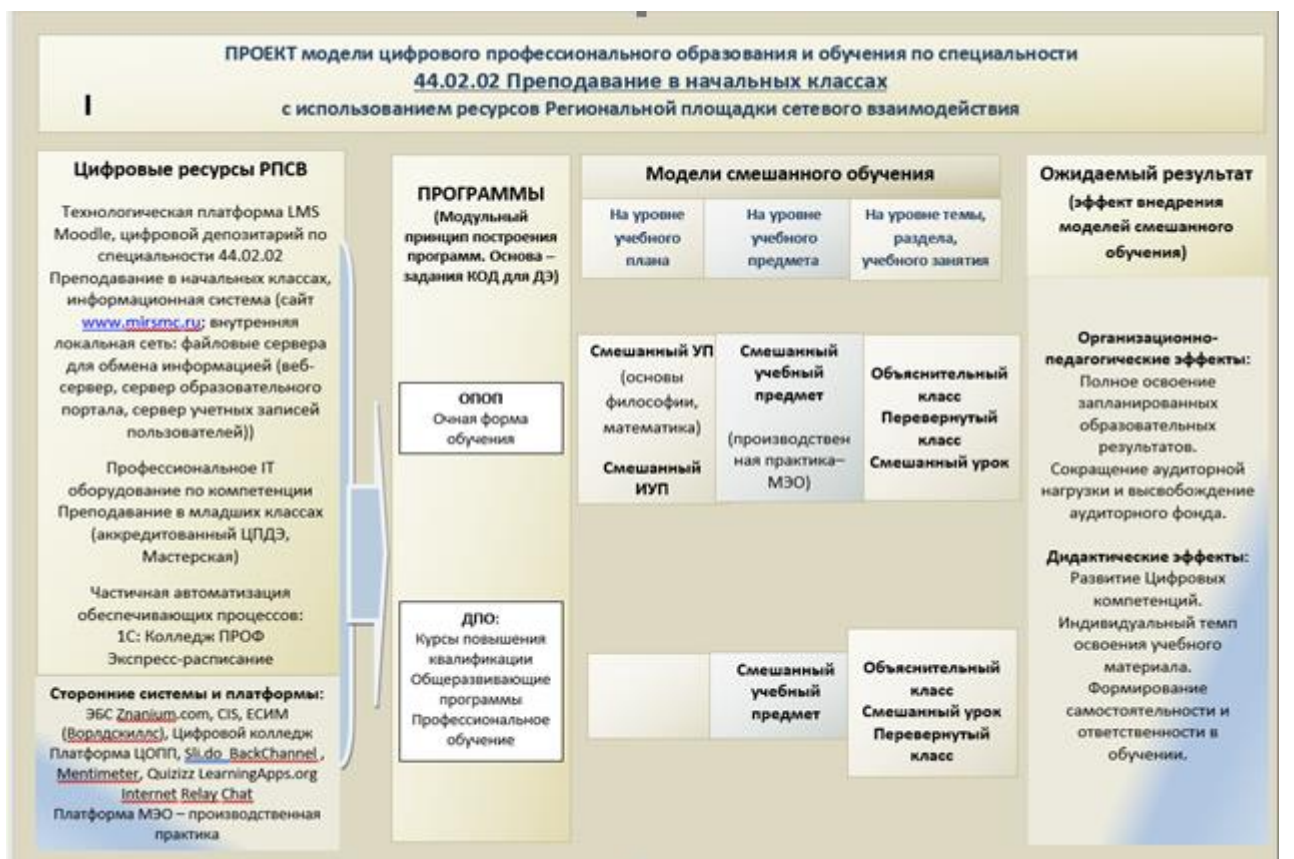 ПРОЕКТ модели цифрового профессионального образования и обучения по специальности
44.02.02 Преподавание в начальных классах
I
с использованием ресурсов Региональной площадки сетевого взаимодействия
Цифровые ресурсы РПСВ
Технологическая платформа LMS
Moodle, цифровой депозитарий по
специальности 44.02.02
Преподавание в начальных классах,
информационная система (сайт
www.mirsmc.ru; внутренняя
локальная сеть: файловые сервера
для обмена информацией (веб-
сервер, сервер образовательного
портала, сервер учетных записей
пользователей))
Профессиональное IT
оборудование по компетенции
Преподавание в младших классах
(аккредитованный ЦПДЭ,
Мастерская)
Частичная автоматизация
обеспечивающих процессов:
1С: Колледж ПРОФ
Экспресс-расписание
Сторонние системы и платформы:
ЭБС Znanium.com, CIS, ЕСИМ
(Ворлдскиллс), Цифровой колледж
Платформа ЦОПП, Sli.do BackChannel ,
Mentimeter, Quizizz LearningApps.org
Internet Relay Chat
Платформа МЭО – производственная
практика
ПРОГРАММЫ
(Модульный
принцип построения
программ. Основа –
задания КОД для ДЭ)
ОПОП
Очная форма
обучения
ДПО:
Курсы повышения
квалификации
Общеразвивающие
программы
Профессиональное
обучение
Модели смешанного обучения
На уровне
учебного
плана
На уровне
учебного
предмета
На уровне темы,
раздела,
учебного занятия
Смешанный УП
(основы
философии,
математика)
Смешанный
ИУП
Смешанный
учебный
предмет
(производствен
ная практика–
МЭО)
Объяснительный
класс
Перевернутый
класс
Смешанный урок
Смешанный
учебный
предмет
Объяснительный
класс
Смешанный урок
Перевернутый
класс
Ожидаемый результат
(эффект внедрения
моделей смешанного
обучения)
Организационно-
педагогические эффекты:
Полное освоение
запланированных
образовательных
результатов.
Сокращение аудиторной
нагрузки и высвобождение
аудиторного фонда.
Дидактические эффекты:
Развитие Цифровых
компетенций.
Индивидуальный темп
освоения учебного
материала.
Формирование
самостоятельности и
ответственности в
обучении.